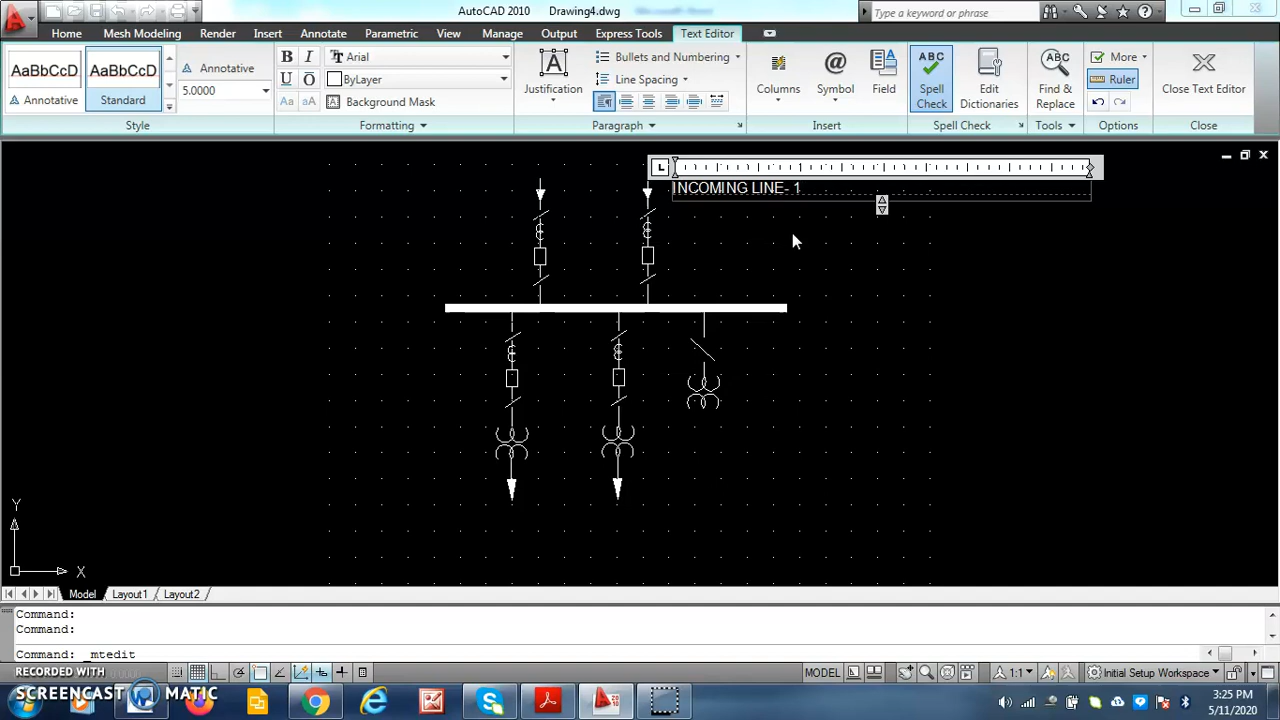 AutoCAD 2010 Drawing4.dwg
Type a keyword or phrase
Home Mesh Modeling Render Insert Annotate Parametric View Manage Output Express Tools Text Editor
AaBbCcD AaBbCcD
Annotative Standard
Annotative
5.0000
Style
B I Arial
U O ByLayer
Aa aA Background Mask
Formatting
A
Justification
Bullets and Numbering
Line Spacing
Paragraph
Columns
@
Symbol
Field
Insert
ABC
Spell
Check
Edit
Dictionaries
Spell Check
ABC
Find &
Replace
Tools
More
Ruler
Options
Close Text Editor
Close
L
INCOMING LINE- 1
Y
X
Model Layout1 Layout2
Command:
Command:
Command: _mtedit
RECORDED WITH
SCREENCAST MATIC
MODEL
1:1
Initial Setup Workspace
3:25 PM
5/11/2020